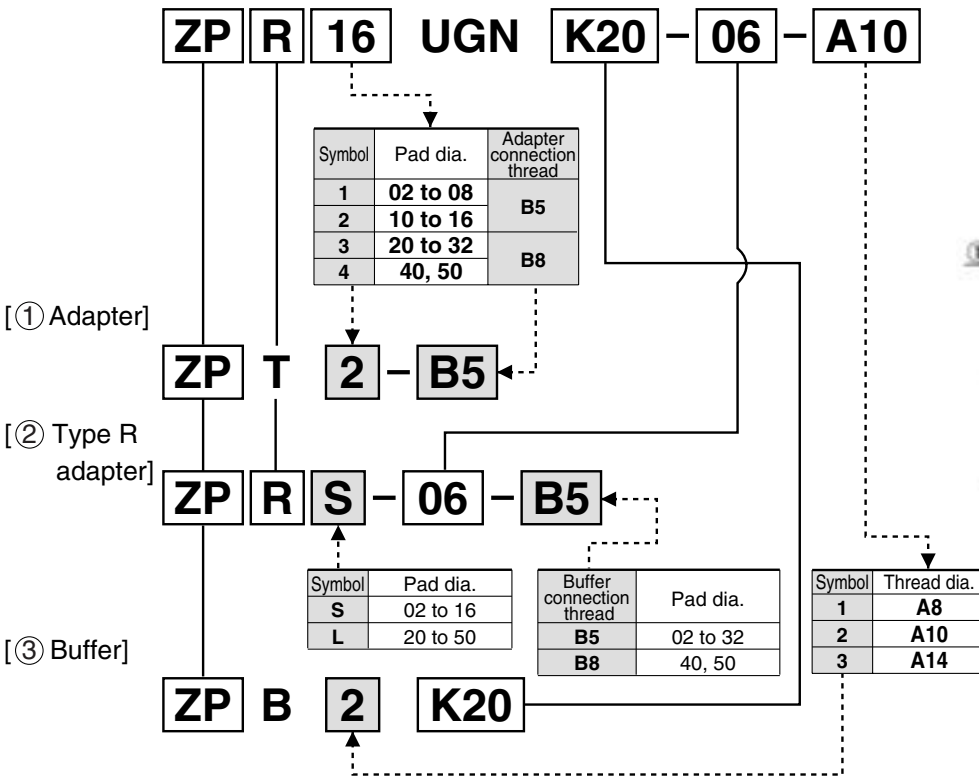 ZP R 16 UGN K20 – 06 – A10
Symbol Pad dia. Adapter connection thread
1 02 to 08 B5
2 10 to 16
3 20 to 32 B8
4 40, 50
[① Adapter]
ZP T 2 – B5
[② Type R
adapter]
ZP R S – 06 – B5
Symbol Pad dia.
S 02 to 16
L 20 to 50
Buffer connection thread Pad dia.
B5 02 to 32
B8 40, 50
Symbol Thread dia.
1 A8
2 A10
3 A14
[③ Buffer]
ZP B 2 K20